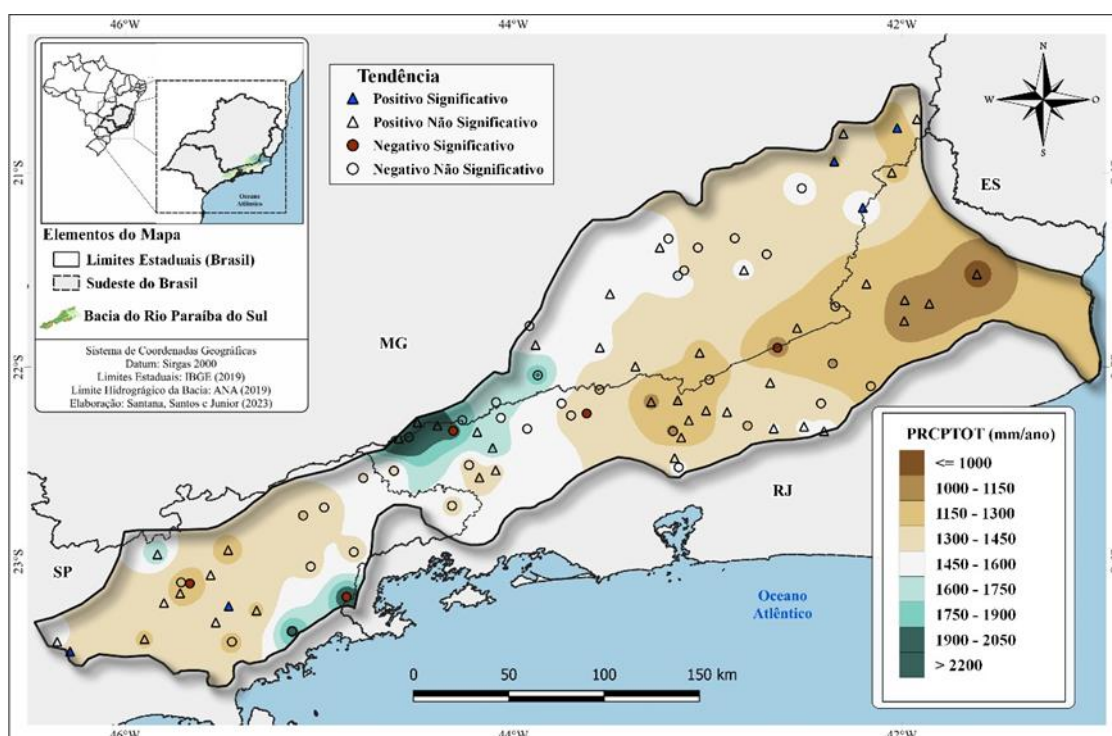 46°W
44°W
42°W
Oceano
Atlântico
Elementos do Mapa
Limites Estaduais (Brasil)
Sudeste do Brasil
Bacia do Rio Paraíba do Sul
Sistema de Coordenadas Geográficas
Datum: Sirgas 2000
Limites Estaduais: IBGE (2019)
Limite Hidrográgico da Bacia: ANA (2019)
Elaboração: Santana, Santos e Junior (2023)
Tendência
Positivo Significativo
Positivo Não Significativo
Negativo Significativo
Negativo Não Significativo
N
W
O
S
21°S
22°S
23°S
ES
MG
SP
RJ
Oceano
Atlêntico
PRCPTOT (mm/ano)
<= 1000
1000 - 1150
1150 - 1300
1300 - 1450
1450 - 1600
1600 - 1750
1750 - 1900
1900 - 2050
> 2200
0 50 100 150 km
46°W
44°W
42°W